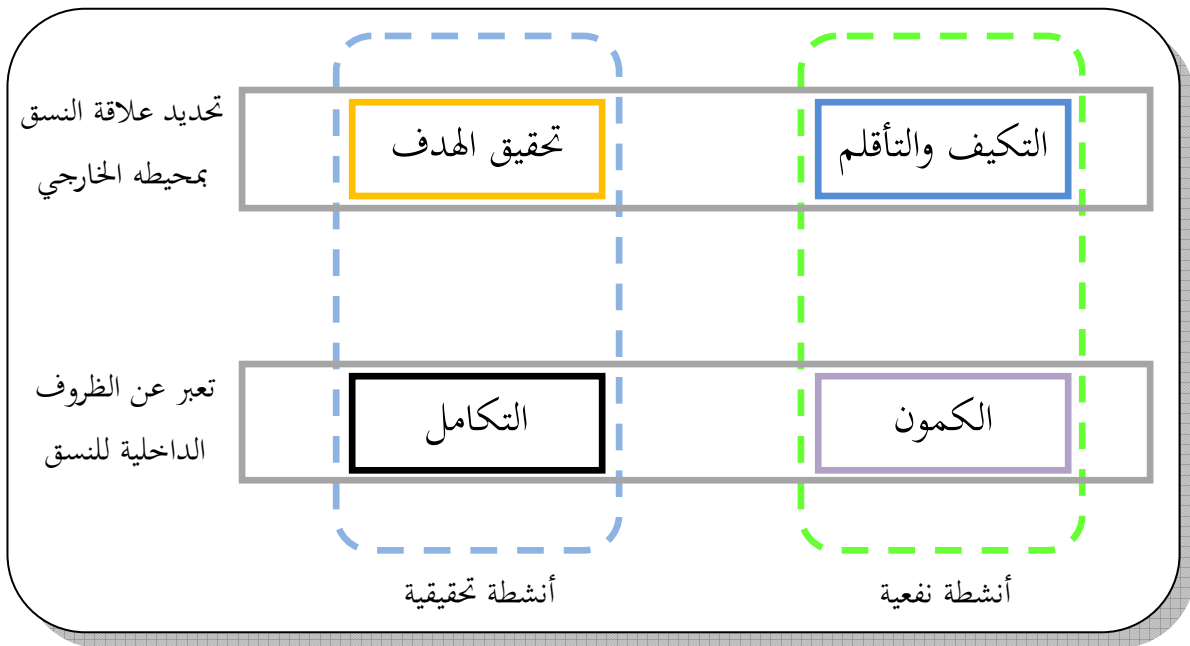 التكيف والتأقلم
تحقيق الهدف
تحديد علاقة النسق
بمحيطه الخارجي
الكمون
التكامل
تعبر عن الظروف
الداخلية للنسق
أنشطة نفعية
أنشطة تحقيقية